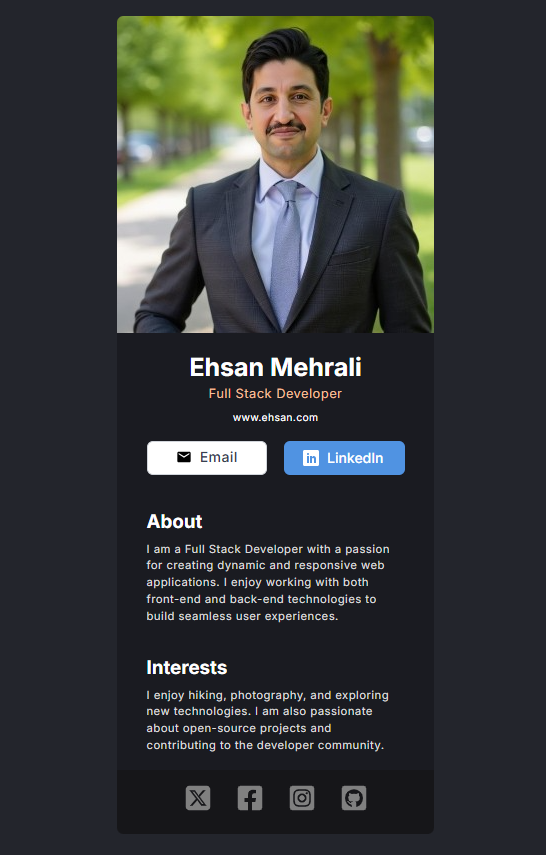 Ehsan Mehrali
Full Stack Developer
www.ehsan.com
Email
in LinkedIn
About
I am a Full Stack Developer with a passion
for creating dynamic and responsive web
applications. I enjoy working with both
front-end and back-end technologies to
build seamless user experiences.
Interests
I enjoy hiking, photography, and exploring
new technologies. I am also passionate
about open-source projects and
contributing to the developer community.